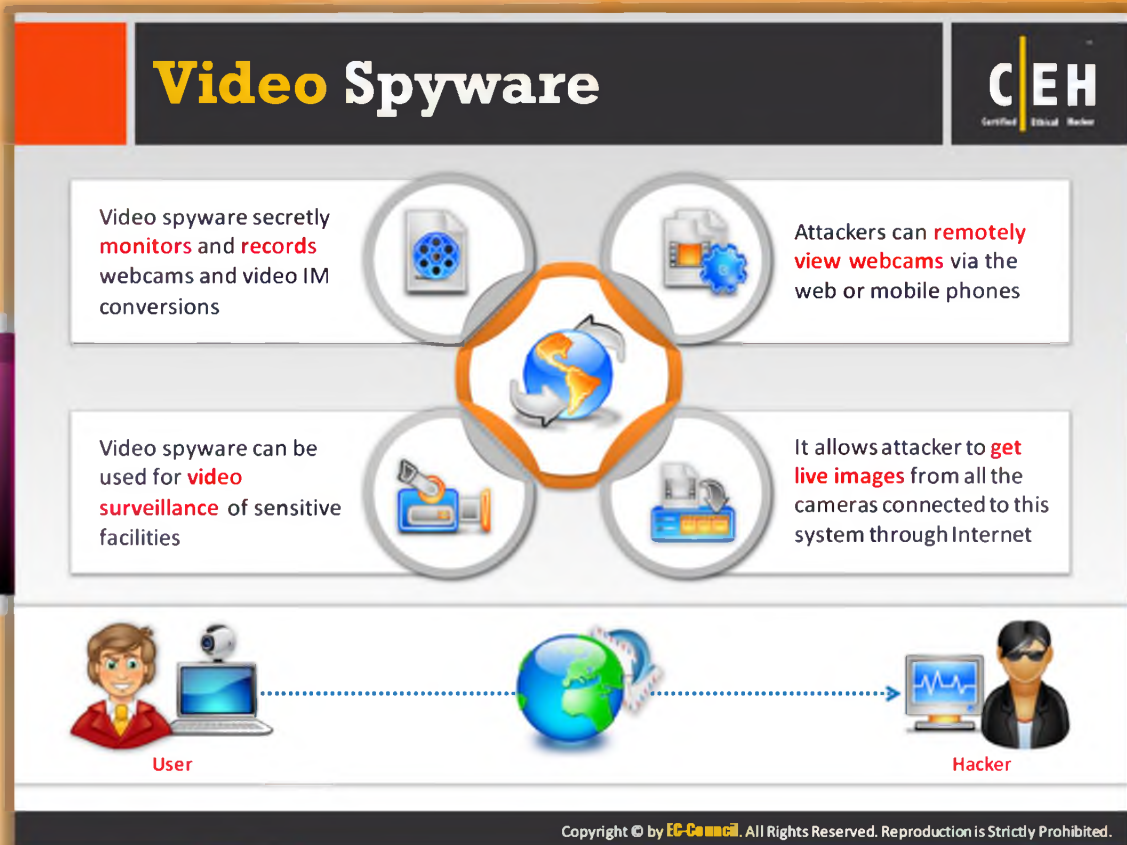 Video Spyware
C EH
Certified Ethical Hacker
Video spyware secretly
monitors and records
webcams and video IM
conversions
Attackers can remotely
view webcams via the
web or mobile phones
Video spyware can be
used for video
surveillance of sensitive
facilities
It allows attacker to get
live images from all the
cameras connected to this
system through Internet
User
Hacker
Copyright © by EC-Council. All Rights Reserved. Reproduction is Strictly Prohibited.